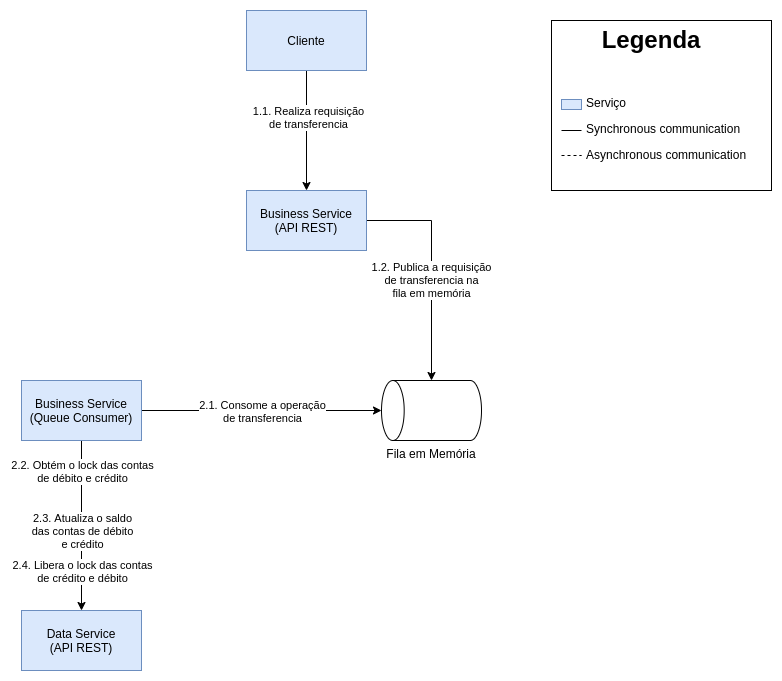 Cliente
Legenda
Serviço
Synchronous communication
Asynchronous communication
1.1. Realiza requisição
de transferencia
Business Service
(API REST)
1.2. Publica a requisição
de transferencia na
fila em memória
Business Service
(Queue Consumer)
2.1. Consome a operação
de transferencia
Fila em Memória
2.2. Obtém o lock das contas
de débito e crédito
2.3. Atualiza o saldo
das contas de débito
e crédito
2.4. Libera o lock das contas
de crédito e débito
Data Service
(API REST)